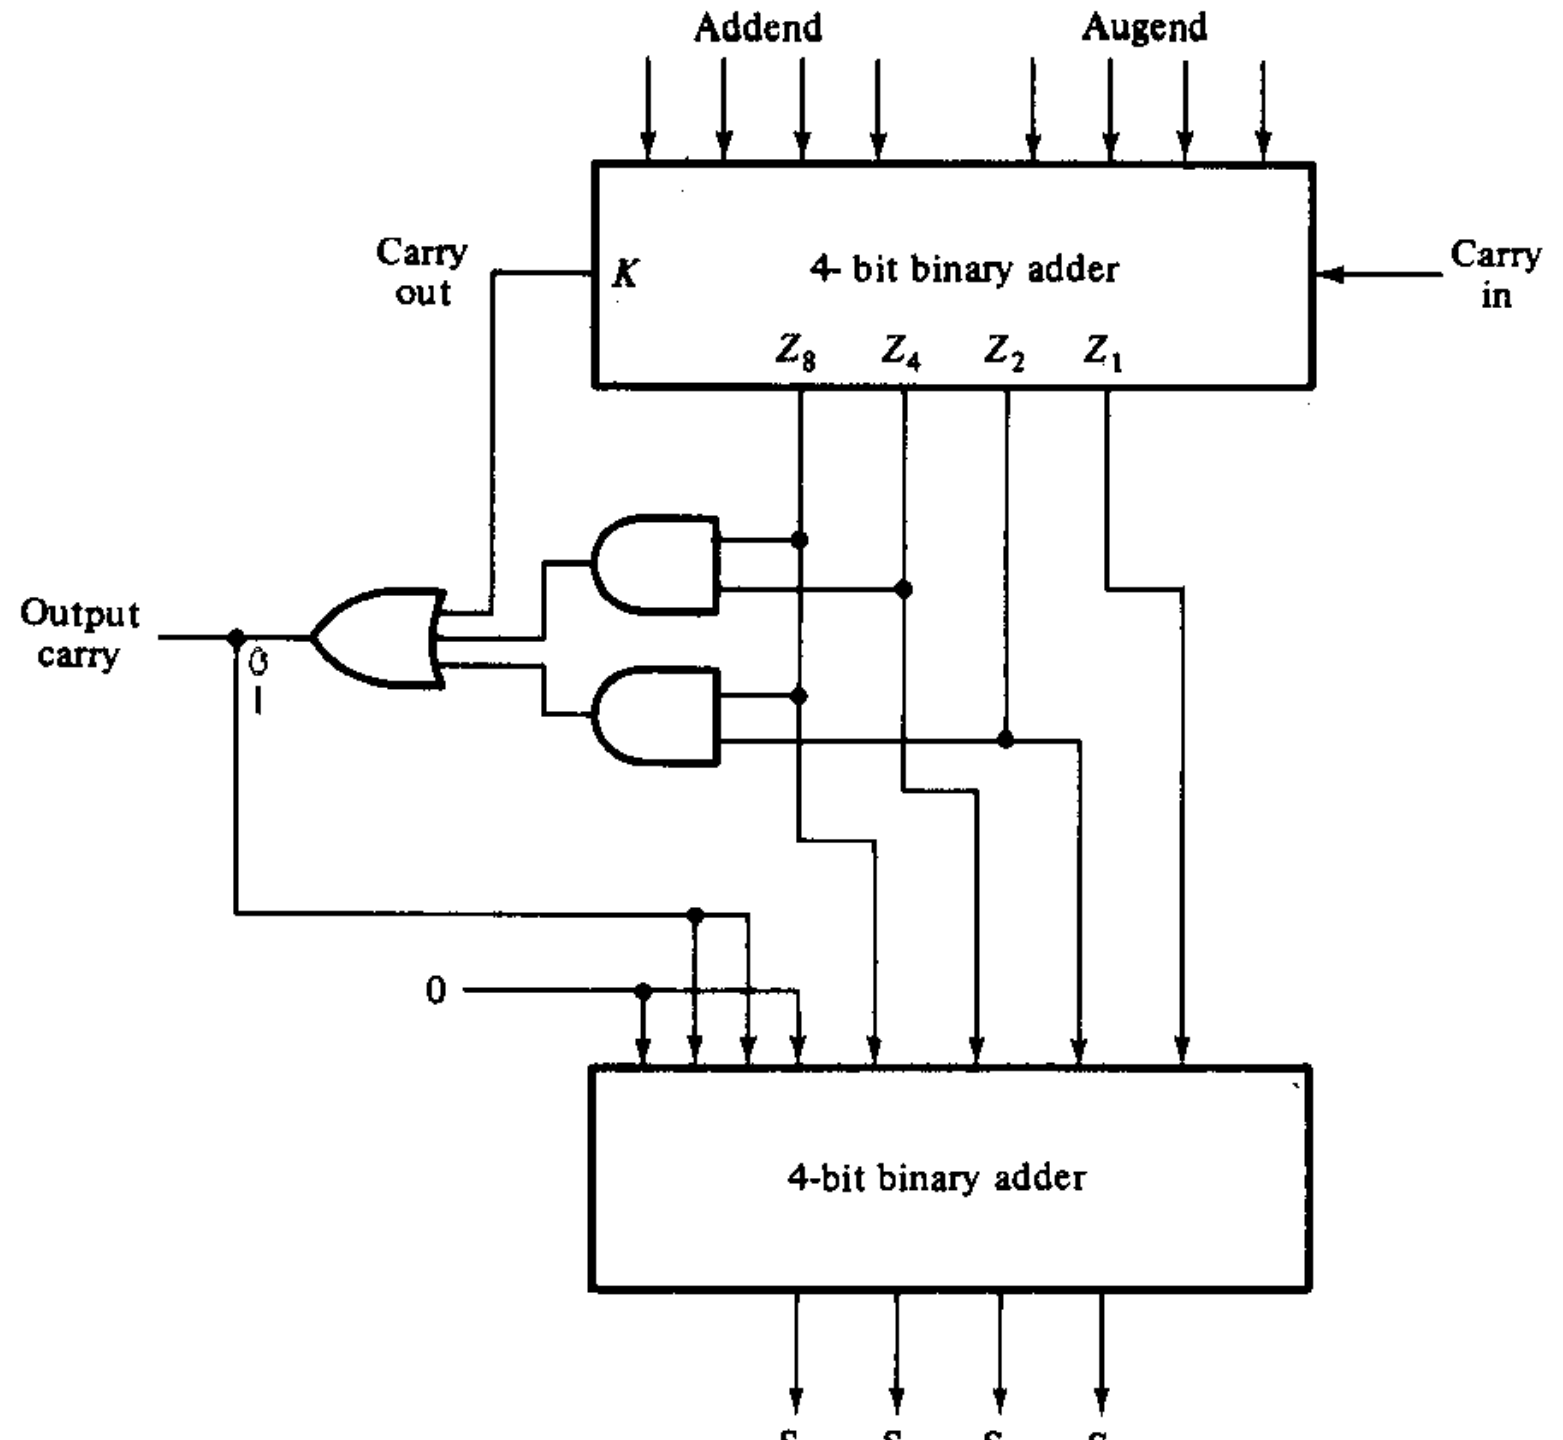 Addend
Augend
Carry
out
K
4- bit binary adder
Carry
in
Z8
Z4
Z2
Z1
Output
carry
0
1
0
4-bit binary adder
S
S
S
S